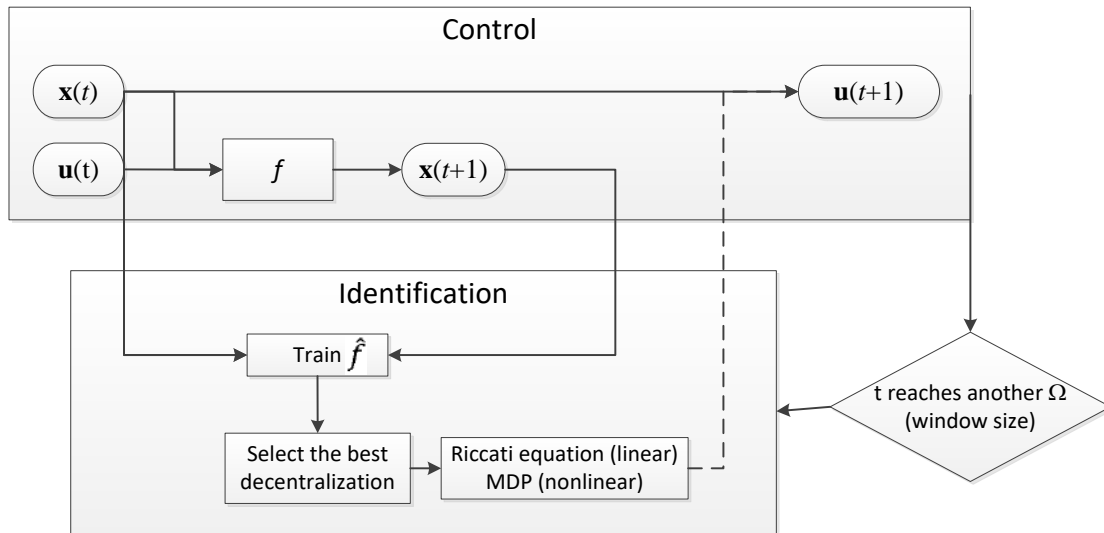 Control
x(t)
u(t+1)
u(t)
f
x(t+1)
Identification
Train f̂
t reaches another Ω
(window size)
Select the best
decentralization
Riccati equation (linear)
MDP (nonlinear)